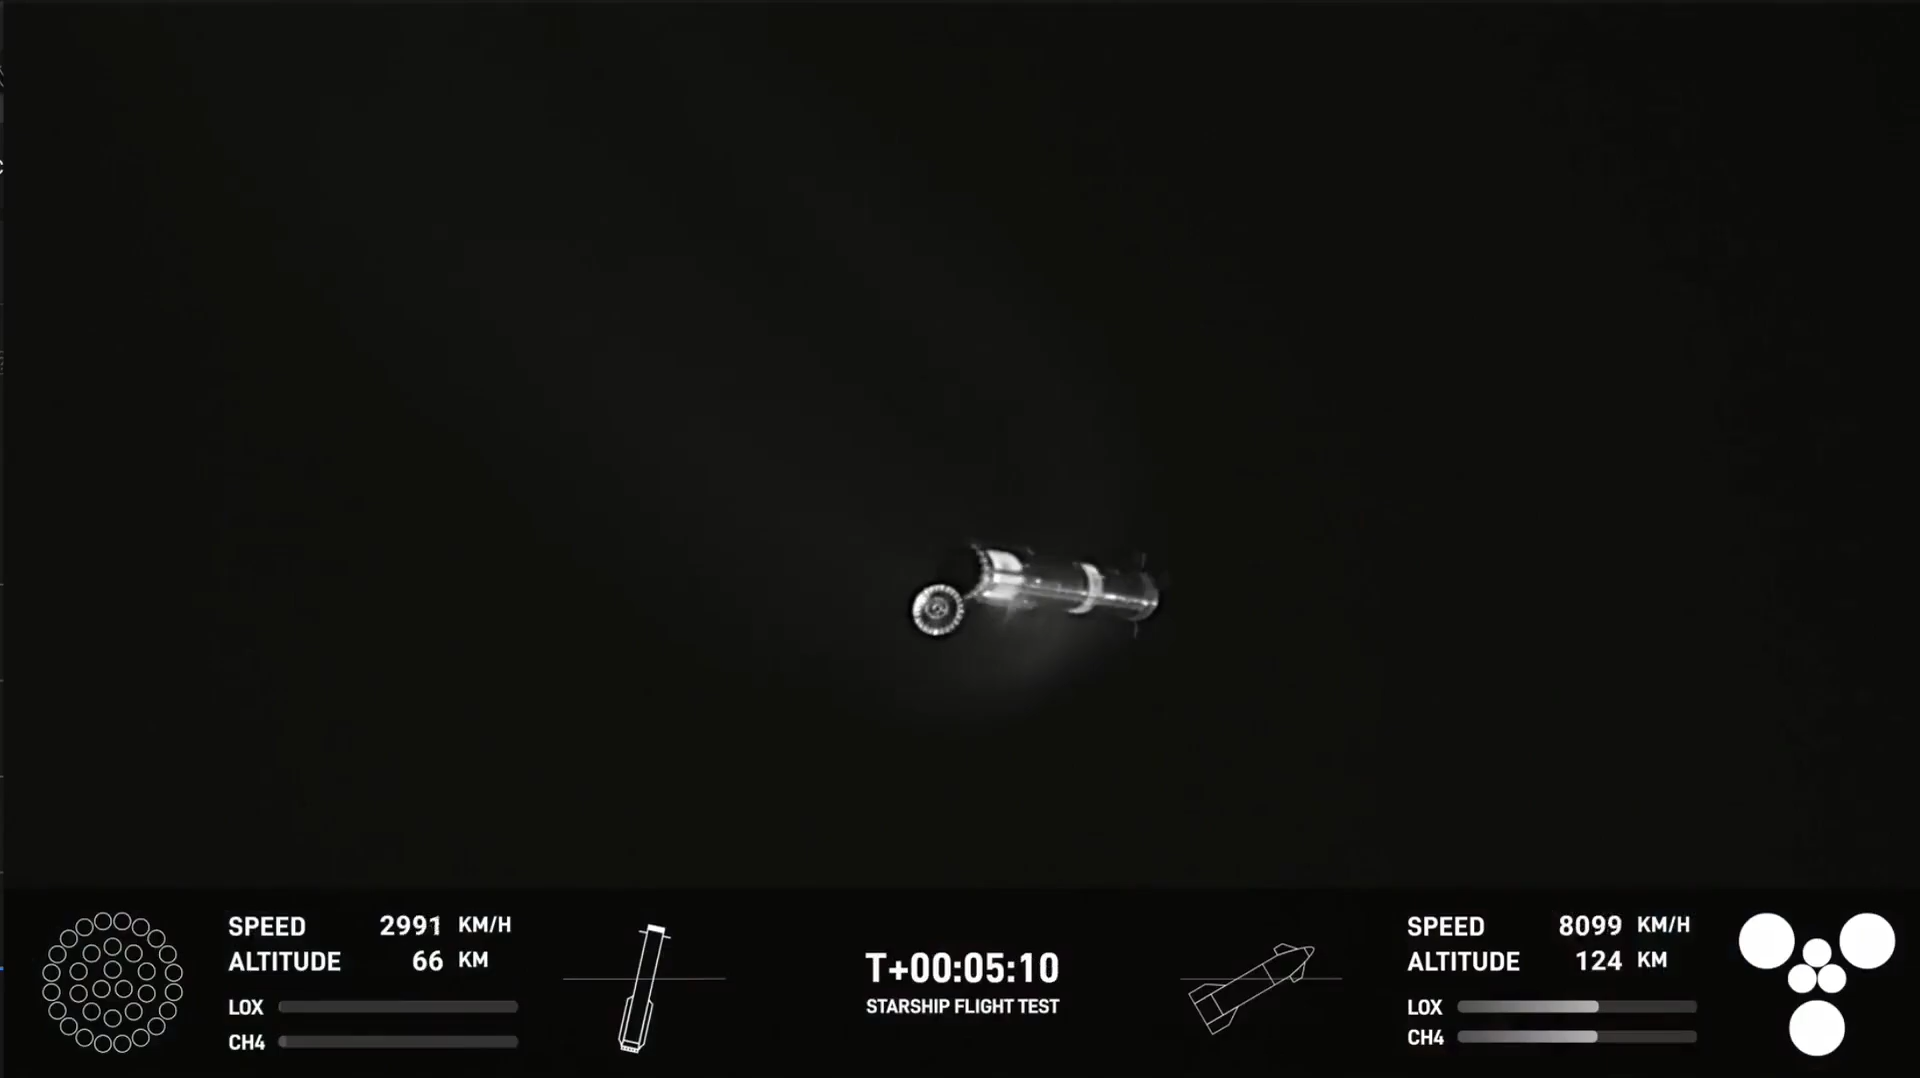 SPEED 2991 KM/H
ALTITUDE 66 KM
LOX
CH4
T+00:05:10
STARSHIP FLIGHT TEST
SPEED 8099 KM/H
ALTITUDE 124 KM
LOX
CH4